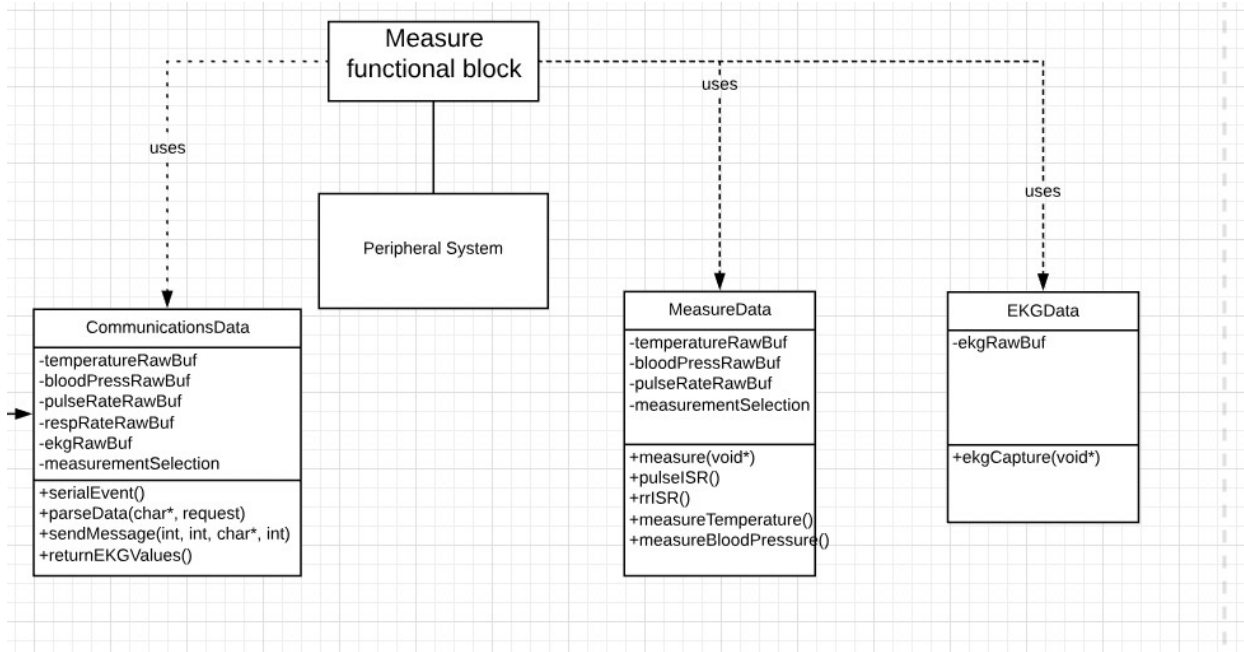 Measure
functional block
uses
uses
uses
Peripheral System
CommunicationsData
-temperatureRawBuf
-bloodPressRawBuf
-pulseRateRawBuf
-respRateRawBuf
-ekgRawBuf
-measurementSelection
+serialEvent()
+parseData(char*, request)
+sendMessage(int, int, char*, int)
+returnEKGValues()
MeasureData
-temperatureRawBuf
-bloodPressRawBuf
-pulseRateRawBuf
-measurementSelection
+measure(void*)
+pulseISR()
+rrISR()
+measureTemperature()
+measureBloodPressure()
EKGData
-ekgRawBuf
+ekgCapture(void*)